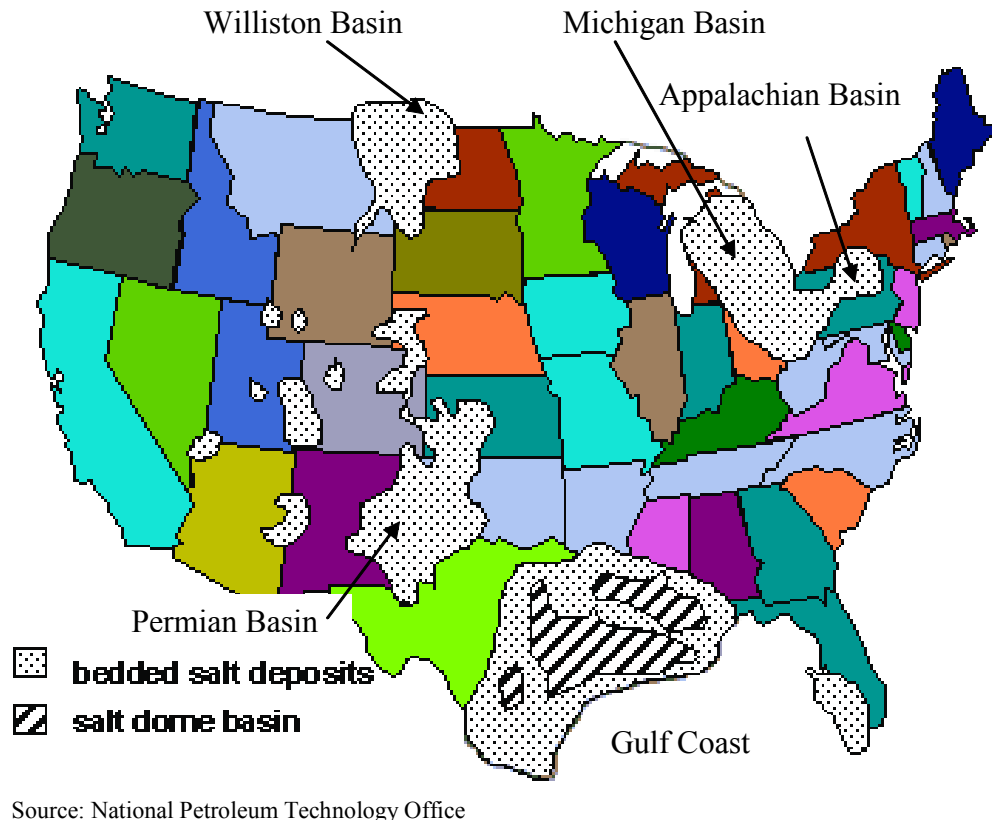 Williston Basin
Michigan Basin
Appalachian Basin
Permian Basin
bedded salt deposits
salt dome basin
Gulf Coast
Source: National Petroleum Technology Office